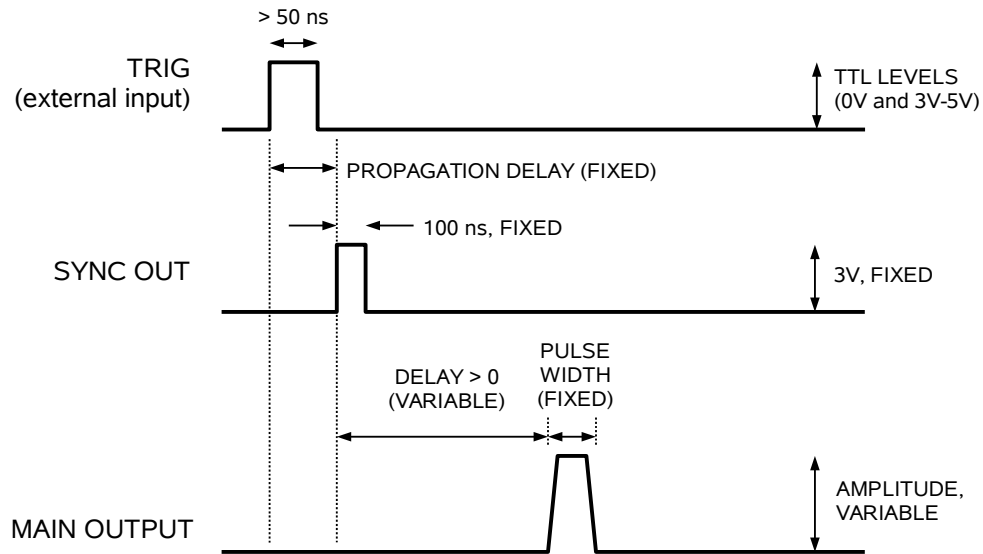 > 50 ns
TRIG
(external input)
TTL LEVELS
(0V and 3V-5V)
PROPAGATION DELAY (FIXED)
100 ns, FIXED
SYNC OUT
3V, FIXED
DELAY > 0
(VARIABLE)
PULSE
WIDTH
(FIXED)
MAIN OUTPUT
AMPLITUDE,
VARIABLE